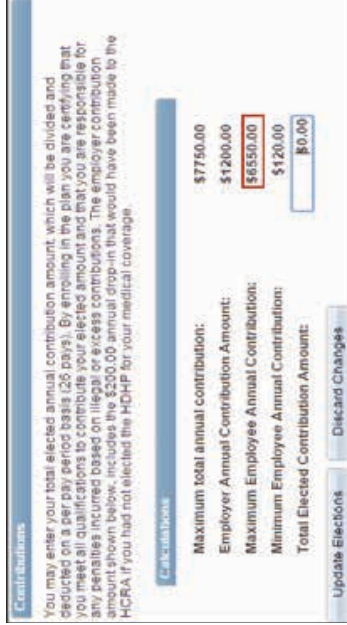 Contributions
You may enter your total elected annual contribution amount, which will be divided and
deducted on a per pay period basis (26 pays). By enrolling in the plan you are certifying that
you meet all qualifications to contribute your elected amount and that you are responsible for
any penalties incurred based on illegal or excess contributions. The employer contribution
amount shown below, includes the $200.00 annual drop-in that would have been made to the
HCRA if you had not elected the HDHP for your medical coverage.
Calculations
Maximum total annual contribution: $7750.00
Employer Annual Contribution Amount: $1200.00
Maximum Employee Annual Contribution: $6550.00
Minimum Employee Annual Contribution: $120.00
Total Elected Contribution Amount: $0.00
Update Elections Discard Changes